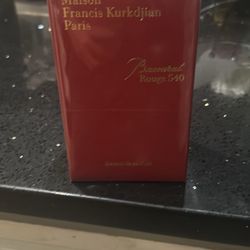 Maison
Francis Kurkdjian
Paris
Baccarat
Rouge 540